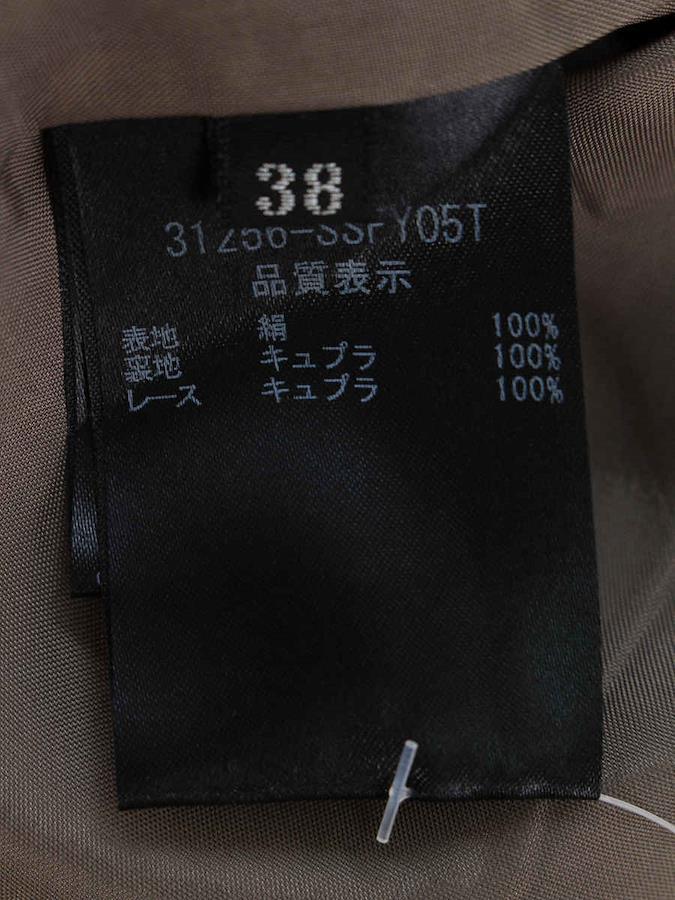 38
31256-SSFY05T
品質表示
表地 絹 100%
裏地 キュプラ 100%
レース キュプラ 100%